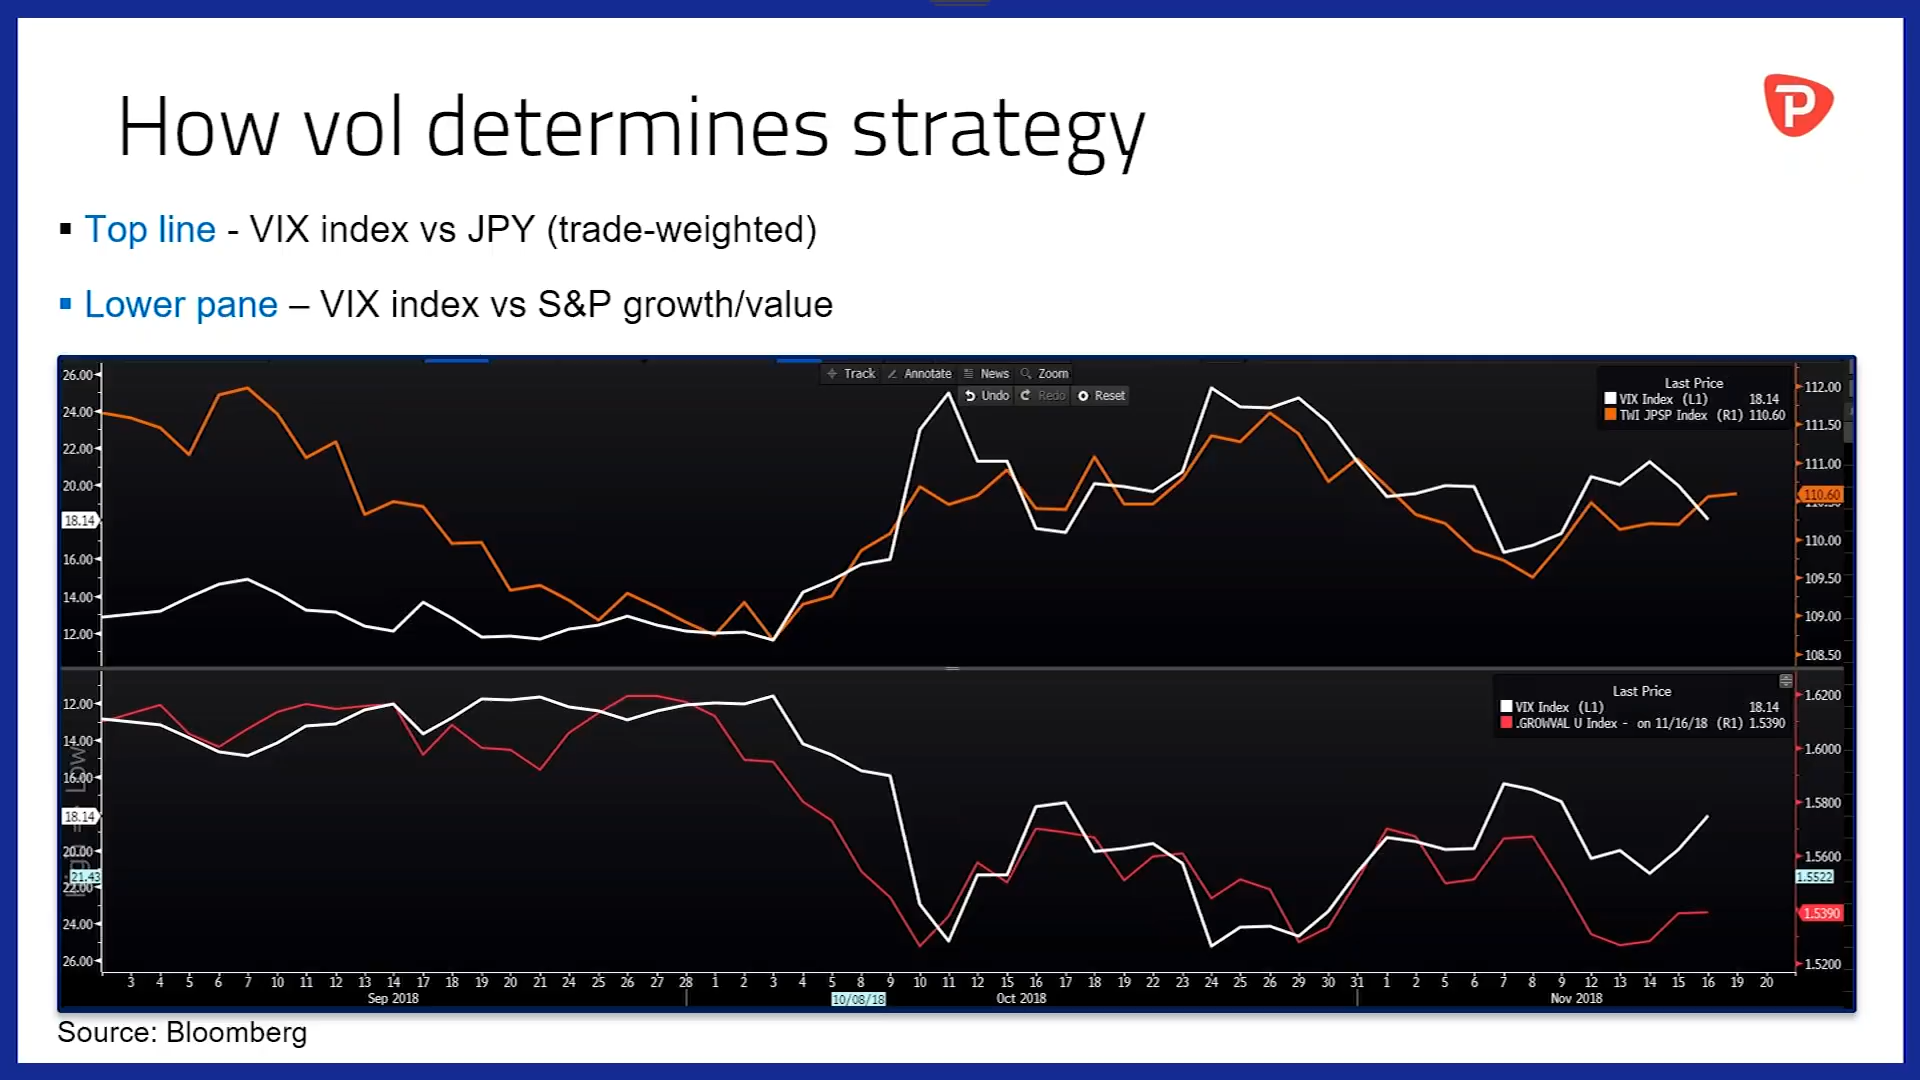 How vol determines strategy
P
▪ Top line - VIX index vs JPY (trade-weighted)
▪ Lower pane – VIX index vs S&P growth/value
Track Annotate News Zoom
Undo Redo Reset
26.00
24.00
22.00
20.00
18.14
16.00
14.00
12.00
Last Price
VIX Index (L1) 18.14
TWI JPSP Index (R1) 110.60
112.00
111.50
111.00
110.60
110.00
109.50
109.00
108.50
12.00
14.00
16.00
18.14
20.00
21.43
22.00
24.00
26.00
Low
Last Price
VIX Index (L1) 18.14
.GROWVAL U Index - on 11/16/18 (R1) 1.5390
1.6200
1.6000
1.5800
1.5600
1.5522
1.5390
1.5200
3 4 5 6 7 10 11 12 13 14 17 18 19 20 21 24 25 26 27 28 1 2 3 4 5 8 9 10 11 12 15 16 17 18 19 22 23 24 25 26 29 30 31 1 2 5 6 7 8 9 12 13 14 15 16 19 20
Sep 2018 10/08/18 Oct 2018 Nov 2018
Source: Bloomberg